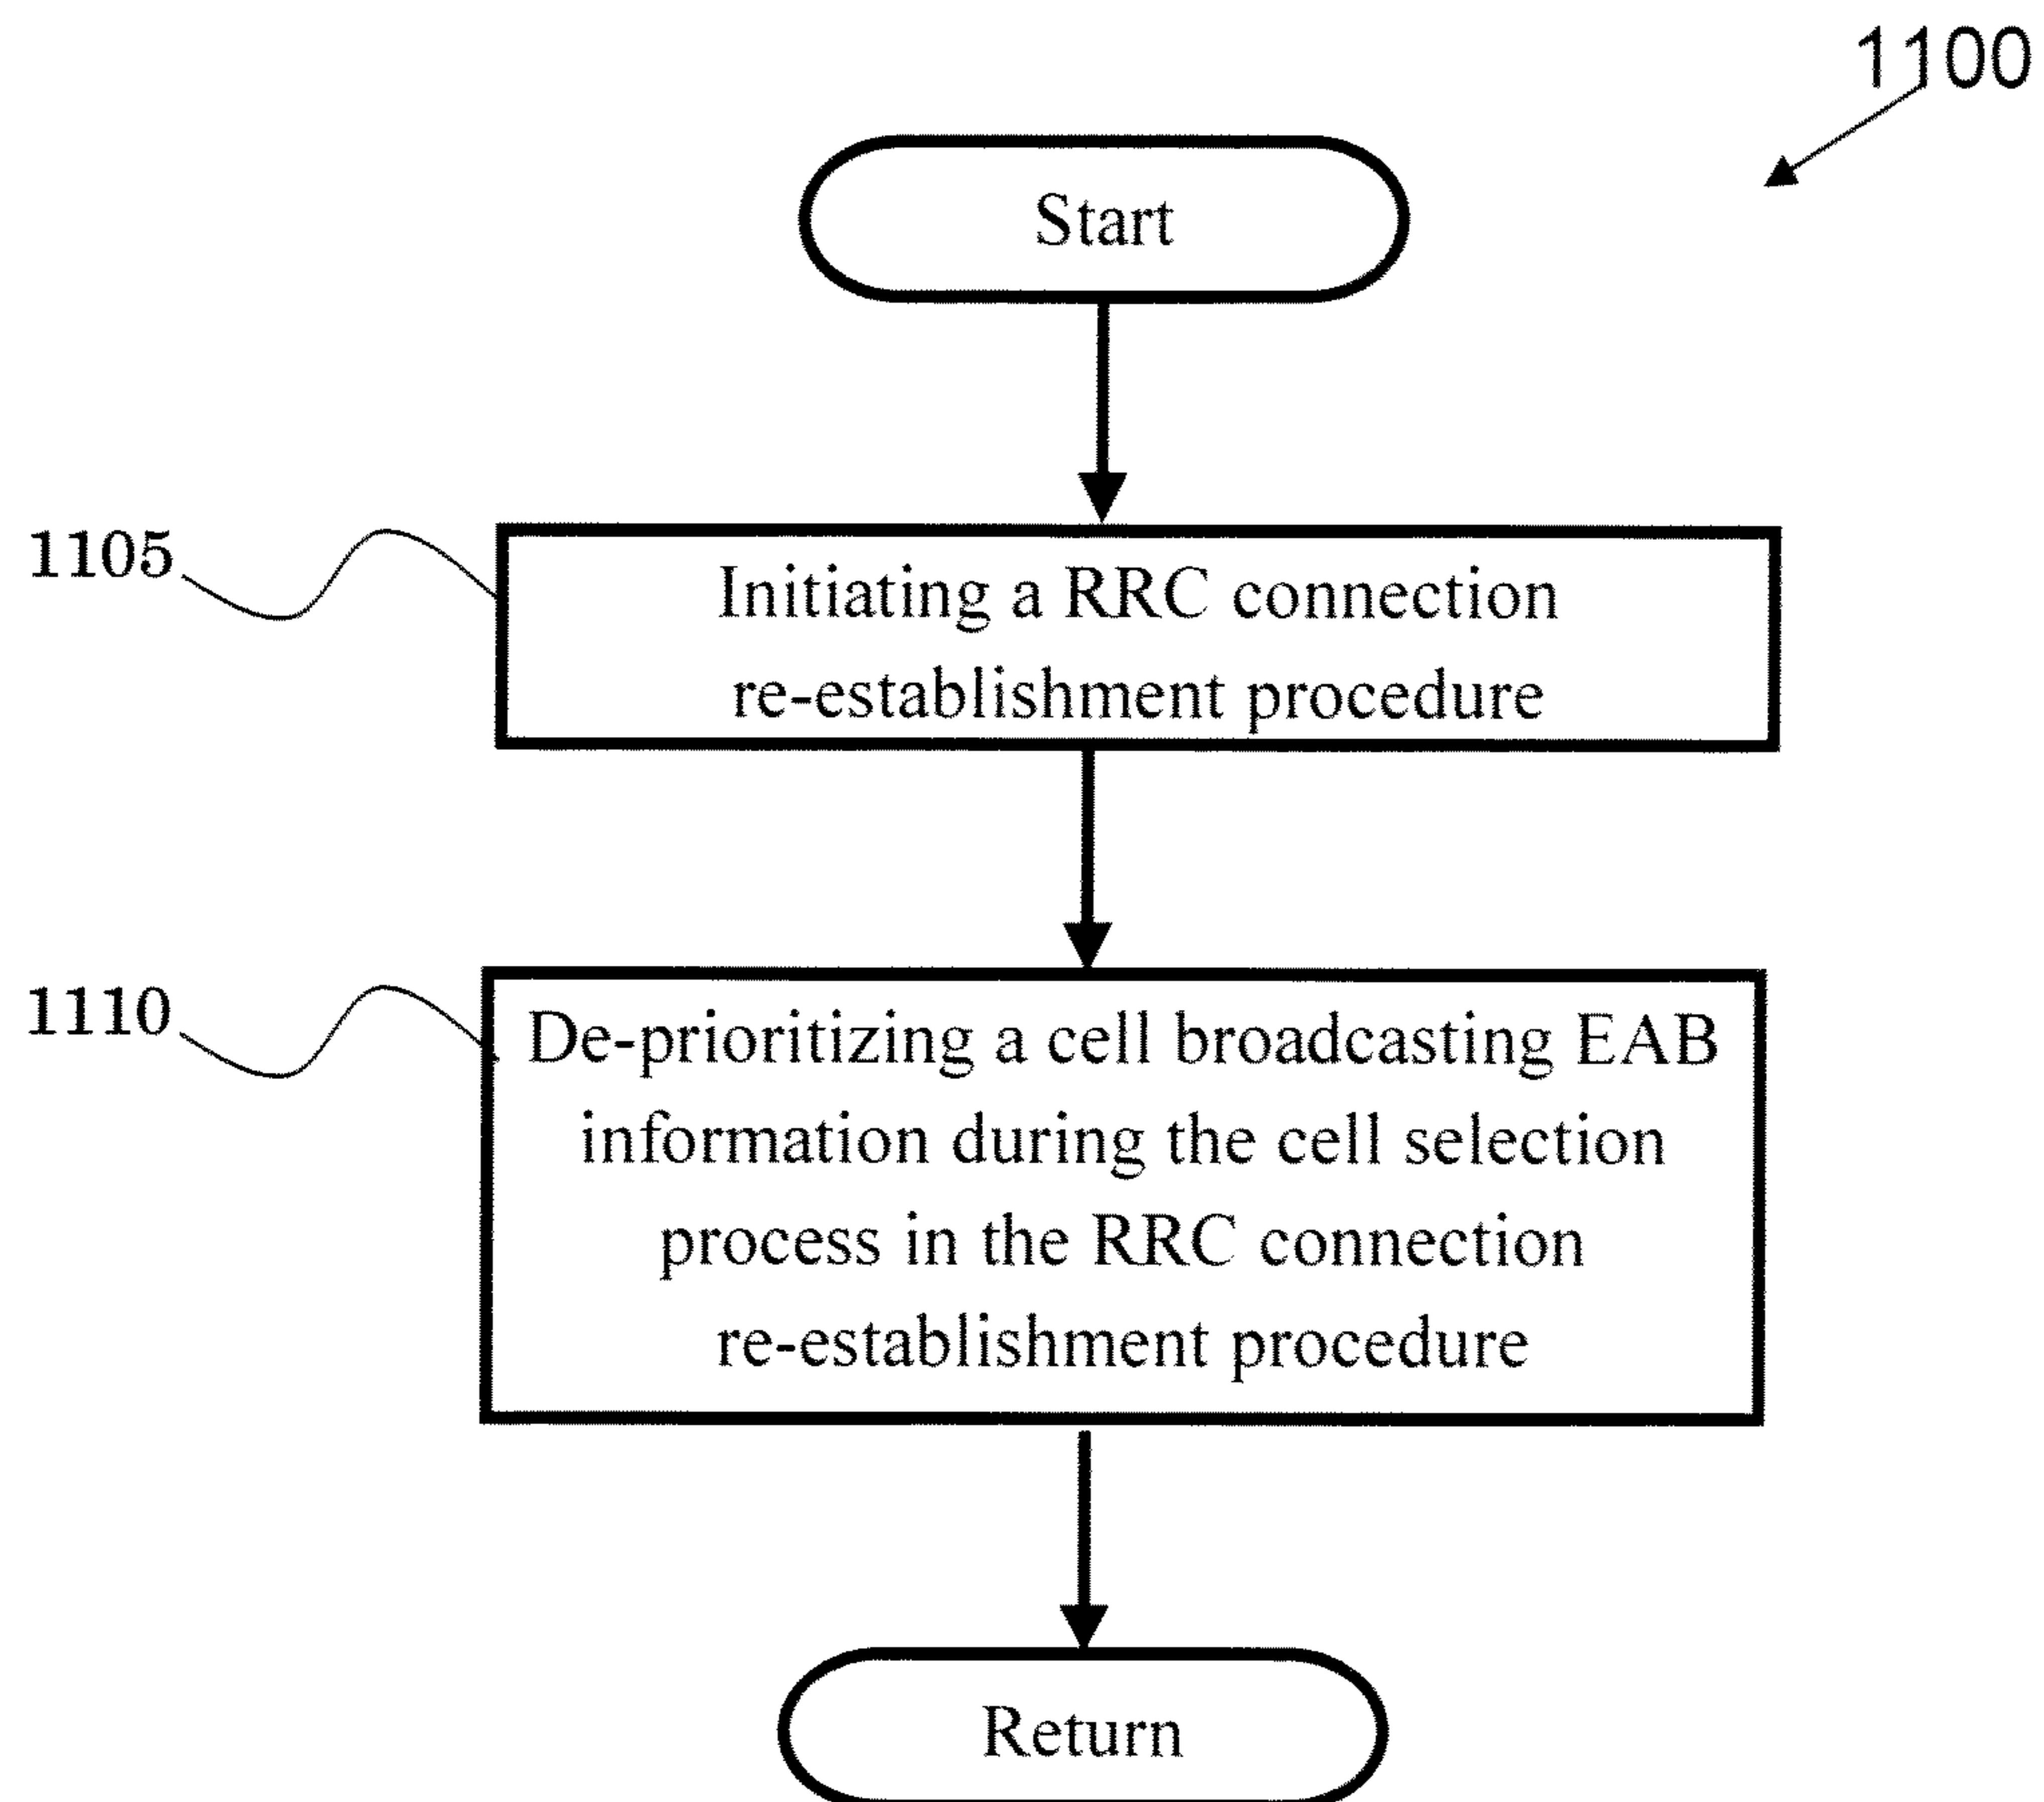 1100
Start
1105
Initiating a RRC connection
re-establishment procedure
1110
De-prioritizing a cell broadcasting EAB
information during the cell selection
process in the RRC connection
re-establishment procedure
Return